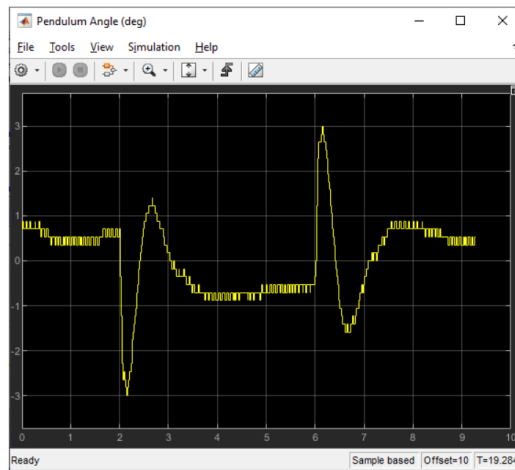 Pendulum Angle (deg)
File Tools View Simulation Help
3
2
1
0
-1
-2
-3
0 1 2 3 4 5 6 7 8 9 10
Ready Sample based Offset=10 T=19.284